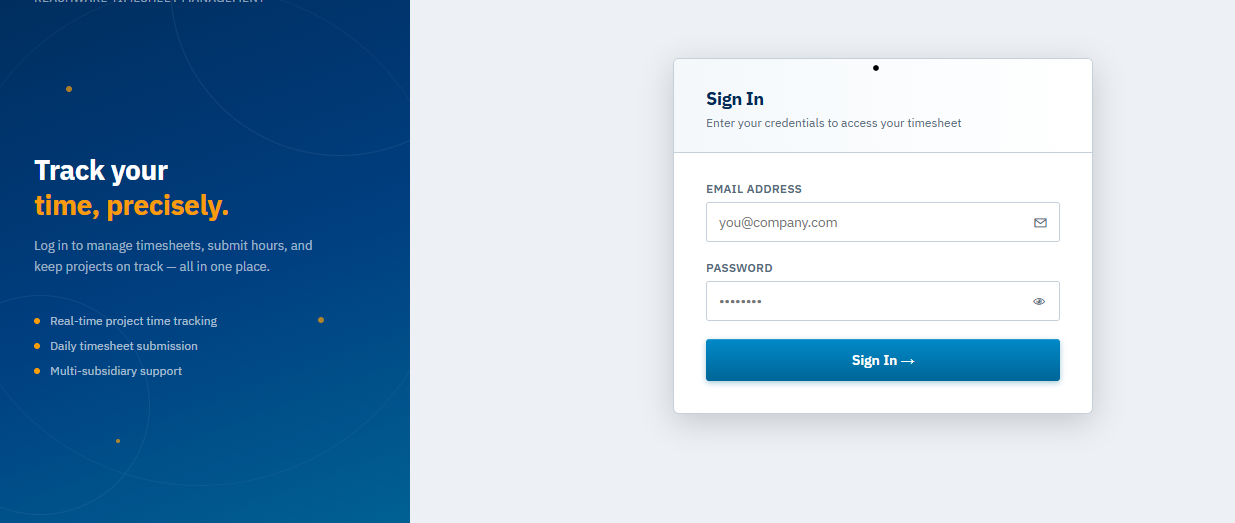 Track your
time, precisely.
Log in to manage timesheets, submit hours, and
keep projects on track — all in one place.
Real-time project time tracking
Daily timesheet submission
Multi-subsidiary support
Sign In
Enter your credentials to access your timesheet
EMAIL ADDRESS
you@company.com
PASSWORD
••••••••
Sign In →